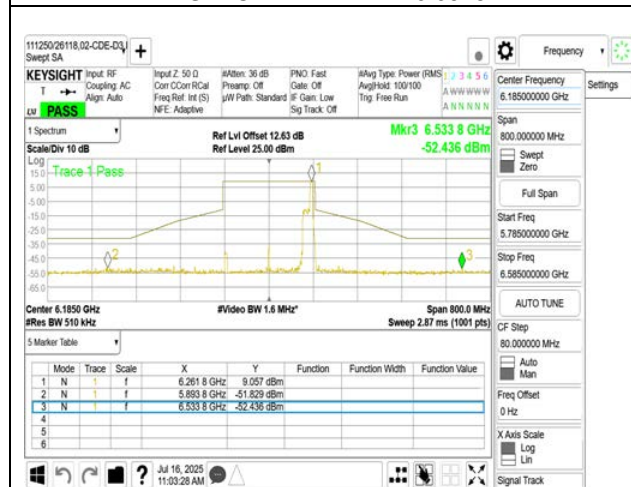 111250/26118,02-CDE-D3,
Swept SA
Frequency
KEYSIGHT Input: RF
Coupling: AC
Align: Auto
Input Z: 50 Ω
Corr CCorr RCal
Freq Ref: Int (S)
NFE: Adaptive
#Atten: 36 dB
Preamp: Off
µW Path: Standard
PNO: Fast
Gate: Off
IF Gain: Low
Sig Track: Off
#Avg Type: Power (RMS
Avg|Hold: 100/100
Trig: Free Run
1 2 3 4 5 6
A W W W W W
A N N N N N
PASS
Center Frequency
6.185000000 GHz
Settings
Span
800.000000 MHz
Swept
Zero
Full Span
Start Freq
5.785000000 GHz
Stop Freq
6.585000000 GHz
AUTO TUNE
CF Step
80.000000 MHz
Auto
Man
Freq Offset
0 Hz
X Axis Scale
Log
Lin
Signal Track
1 Spectrum
Scale/Div 10 dB
Ref Lvl Offset 12.63 dB
Ref Level 25.00 dBm
Mkr3 6.533 8 GHz
-52.436 dBm
Log
Trace 1 Pass
15.0
5.00
-5.00
-15.0
-25.0
-35.0
-45.0
-55.0
-65.0
1
2
3
Center 6.1850 GHz
#Res BW 510 kHz
#Video BW 1.6 MHz*
Span 800.0 MHz
Sweep 2.87 ms (1001 pts)
5 Marker Table
Mode Trace Scale X Y Function Function Width Function Value
1 N 1 f 6.261 8 GHz 9.057 dBm
2 N 1 f 5.893 8 GHz -51.829 dBm
3 N 1 f 6.533 8 GHz -52.436 dBm
4
5
6
Jul 16, 2025
11:03:28 AM